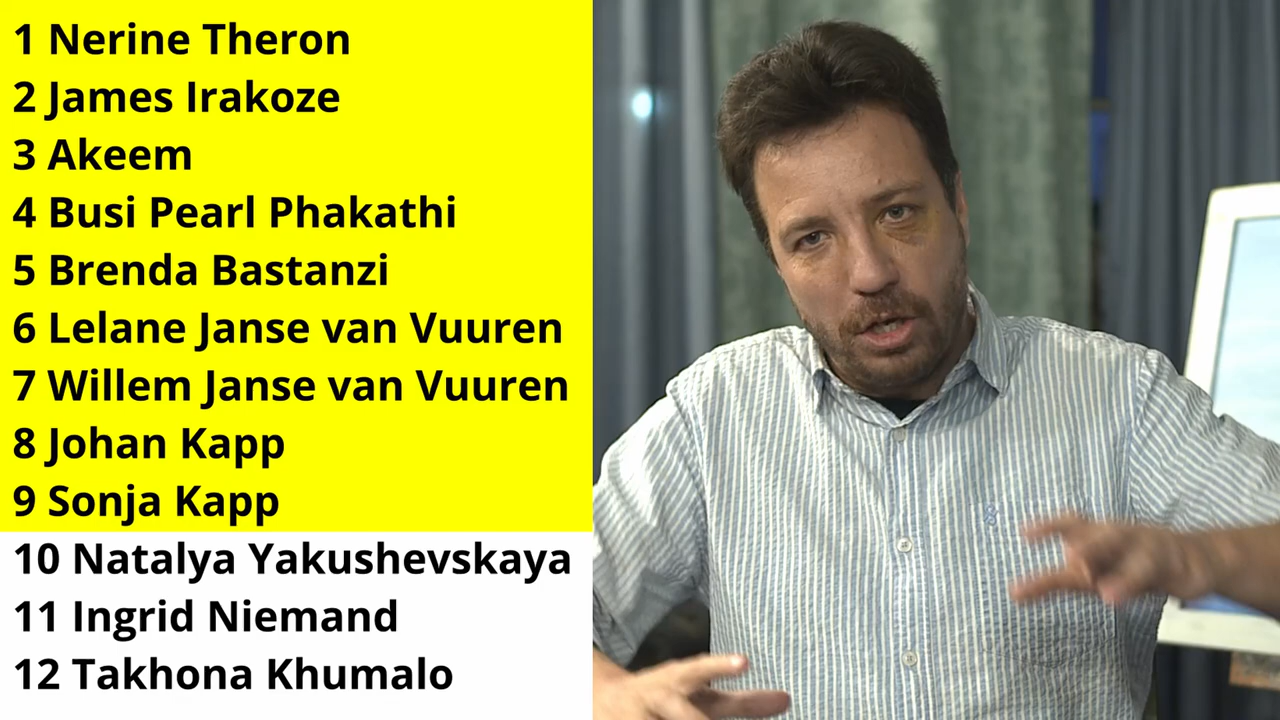 1 Nerine Theron
2 James Irakoze
3 Akeem
4 Busi Pearl Phakathi
5 Brenda Bastanzi
6 Lelane Janse van Vuuren
7 Willem Janse van Vuuren
8 Johan Kapp
9 Sonja Kapp
10 Natalya Yakushevskaya
11 Ingrid Niemand
12 Takhona Khumalo